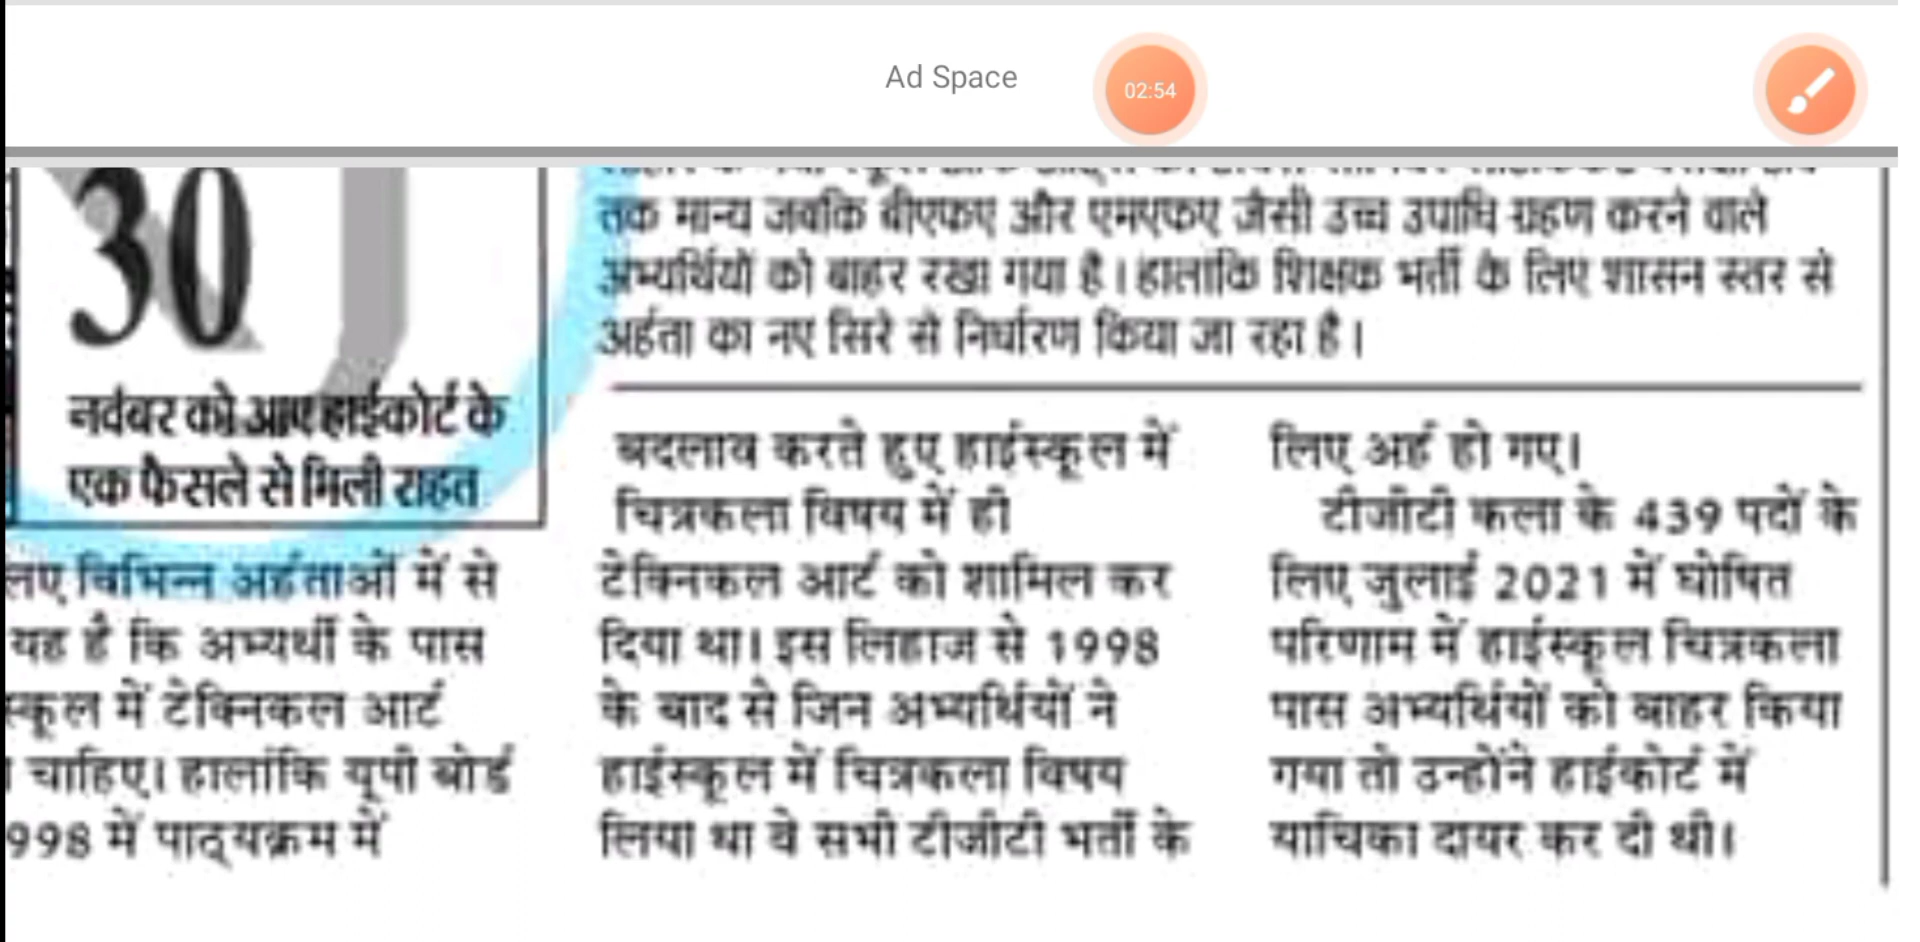 Ad Space
02:54
30
नवंबर को आए हाईकोर्ट के
एक फैसले से मिली राहत
तक मान्य जबकि बीएफए और एमएफए जैसी उच्च उपाधि ग्रहण करने वाले
अभ्यर्थियों को बाहर रखा गया है। हालांकि शिक्षक भर्ती के लिए शासन स्तर से
अर्हता का नए सिरे से निर्धारण किया जा रहा है।
लिए विभिन्न अर्हताओं में से
यह है कि अभ्यर्थी के पास
स्कूल में टेक्निकल आर्ट
चाहिए। हालांकि यूपी बोर्ड
998 में पाठ्यक्रम में
बदलाव करते हुए हाईस्कूल में
चित्रकला विषय में ही
टेक्निकल आर्ट को शामिल कर
दिया था। इस लिहाज से 1998
के बाद से जिन अभ्यर्थियों ने
हाईस्कूल में चित्रकला विषय
लिया था वे सभी टीजीटी भर्ती के
लिए अर्ह हो गए।
टीजीटी कला के 439 पदों के
लिए जुलाई 2021 में घोषित
परिणाम में हाईस्कूल चित्रकला
पास अभ्यर्थियों को बाहर किया
गया तो उन्होंने हाईकोर्ट में
याचिका दायर कर दी थी।